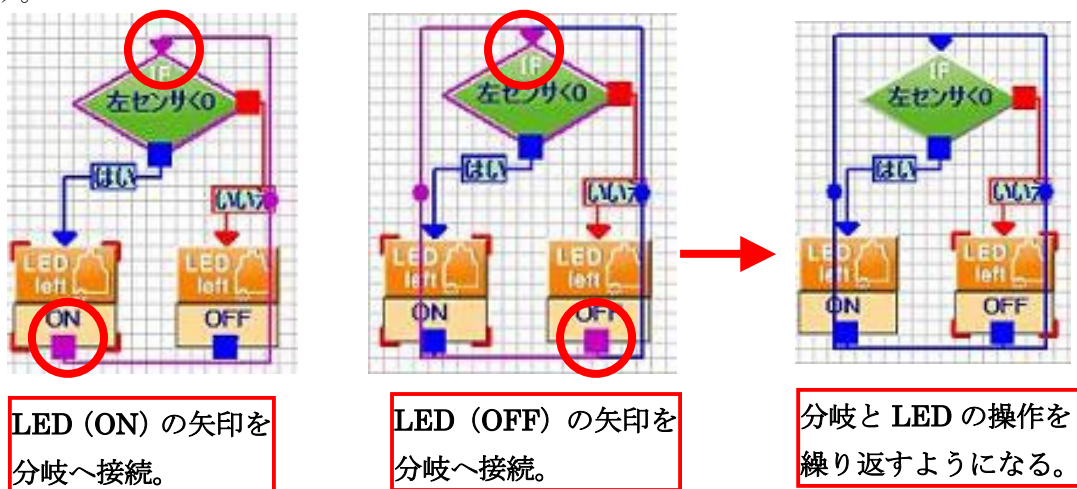 す。
IF
左センサ<0
はい
いいえ
LED
left
ON
LED
left
OFF
LED (ON) の矢印を
分岐へ接続。
IF
左センサ<0
はい
いいえ
LED
left
ON
LED
left
OFF
LED (OFF) の矢印を
分岐へ接続。
IF
左センサ<0
はい
いいえ
LED
left
ON
LED
left
OFF
分岐と LED の操作を
繰り返すようになる。